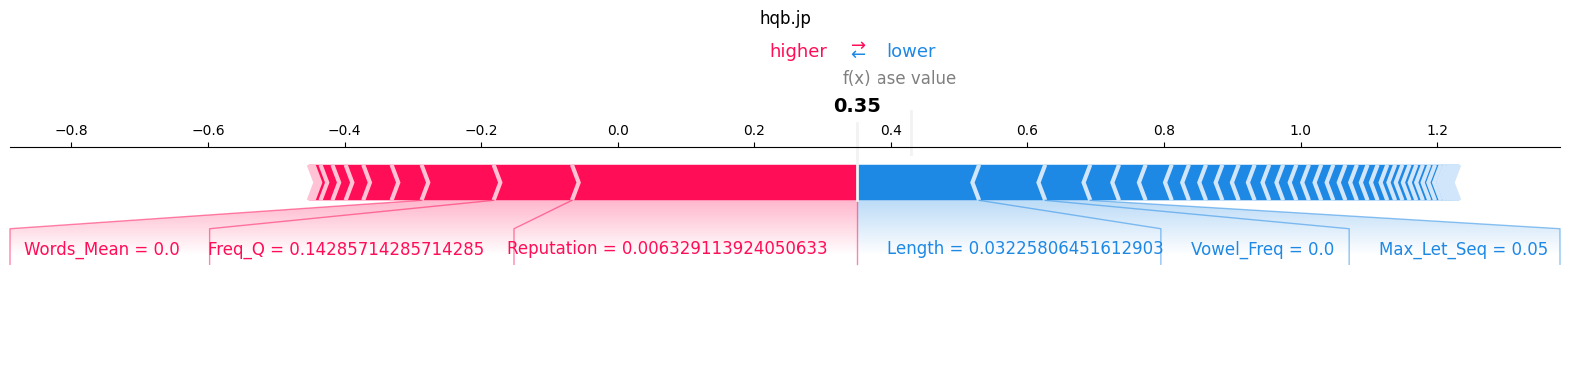 hqb.jp
higher ⇄ lower
f(x) ase value
0.35
−0.8 −0.6 −0.4 −0.2 0.0 0.2 0.4 0.6 0.8 1.0 1.2
Words_Mean = 0.0 Freq_Q = 0.14285714285714285 Reputation = 0.006329113924050633 Length = 0.03225806451612903 Vowel_Freq = 0.0 Max_Let_Seq = 0.05